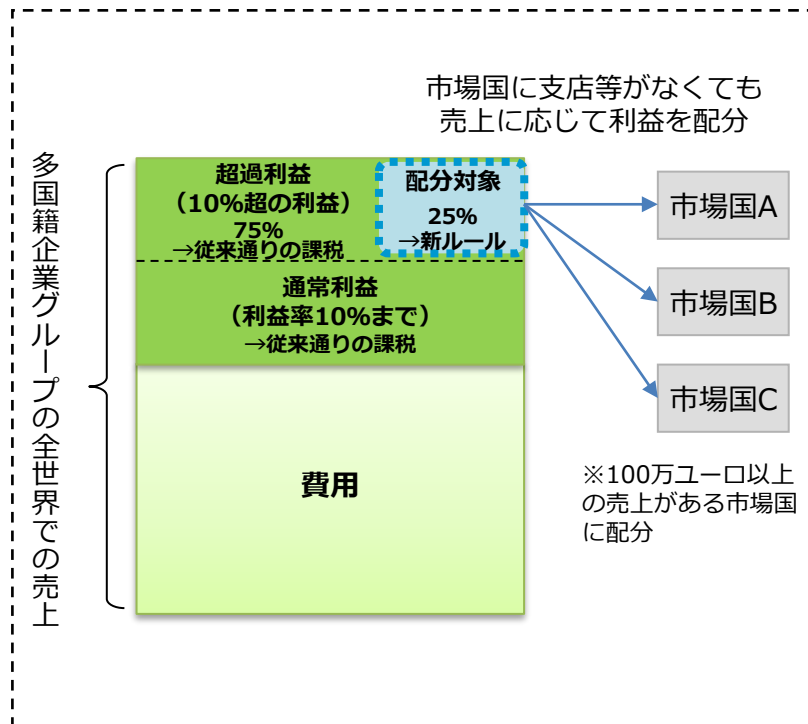 市場国に支店等がなくても
売上に応じて利益を配分
多国籍企業グループの全世界での売上
超過利益
（10%超の利益）
75%
→従来通りの課税
配分対象
25%
→新ルール
通常利益
（利益率10%まで）
→従来通りの課税
費用
市場国A
市場国B
市場国C
※100万ユーロ以上
の売上がある市場国
に配分